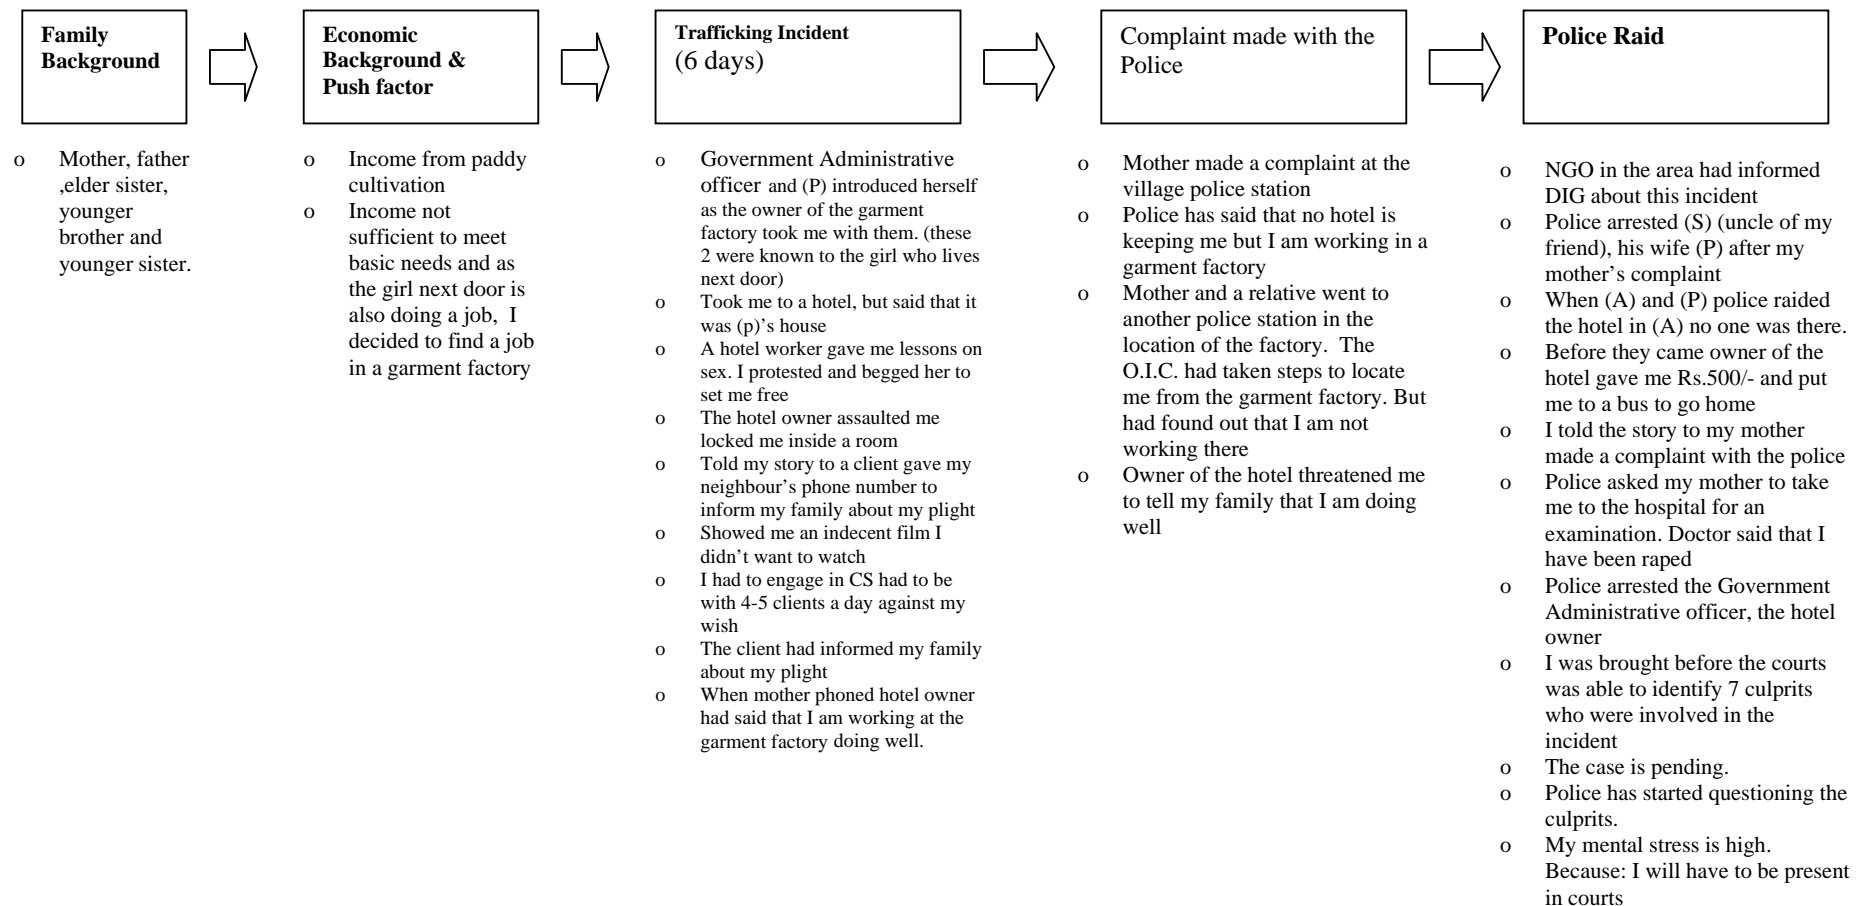 Family
Background
o Mother, father
,elder sister,
younger
brother and
younger sister.
Economic
Background &
Push factor
o Income from paddy
cultivation
o Income not
sufficient to meet
basic needs and as
the girl next door is
also doing a job, I
decided to find a job
in a garment factory
Trafficking Incident
(6 days)
o Government Administrative
officer and (P) introduced herself
as the owner of the garment
factory took me with them. (these
2 were known to the girl who lives
next door)
o Took me to a hotel, but said that it
was (p)’s house
o A hotel worker gave me lessons on
sex. I protested and begged her to
set me free
o The hotel owner assaulted me
locked me inside a room
o Told my story to a client gave my
neighbour’s phone number to
inform my family about my plight
o Showed me an indecent film I
didn’t want to watch
o I had to engage in CS had to be
with 4-5 clients a day against my
wish
o The client had informed my family
about my plight
o When mother phoned hotel owner
had said that I am working at the
garment factory doing well.
Complaint made with the
Police
o Mother made a complaint at the
village police station
o Police has said that no hotel is
keeping me but I am working in a
garment factory
o Mother and a relative went to
another police station in the
location of the factory. The
O.I.C. had taken steps to locate
me from the garment factory. But
had found out that I am not
working there
o Owner of the hotel threatened me
to tell my family that I am doing
well
Police Raid
o NGO in the area had informed
DIG about this incident
o Police arrested (S) (uncle of my
friend), his wife (P) after my
mother’s complaint
o When (A) and (P) police raided
the hotel in (A) no one was there.
o Before they came owner of the
hotel gave me Rs.500/- and put
me to a bus to go home
o I told the story to my mother
made a complaint with the police
o Police asked my mother to take
me to the hospital for an
examination. Doctor said that I
have been raped
o Police arrested the Government
Administrative officer, the hotel
owner
o I was brought before the courts
was able to identify 7 culprits
who were involved in the
incident
o The case is pending.
o Police has started questioning the
culprits.
o My mental stress is high.
Because: I will have to be present
in courts